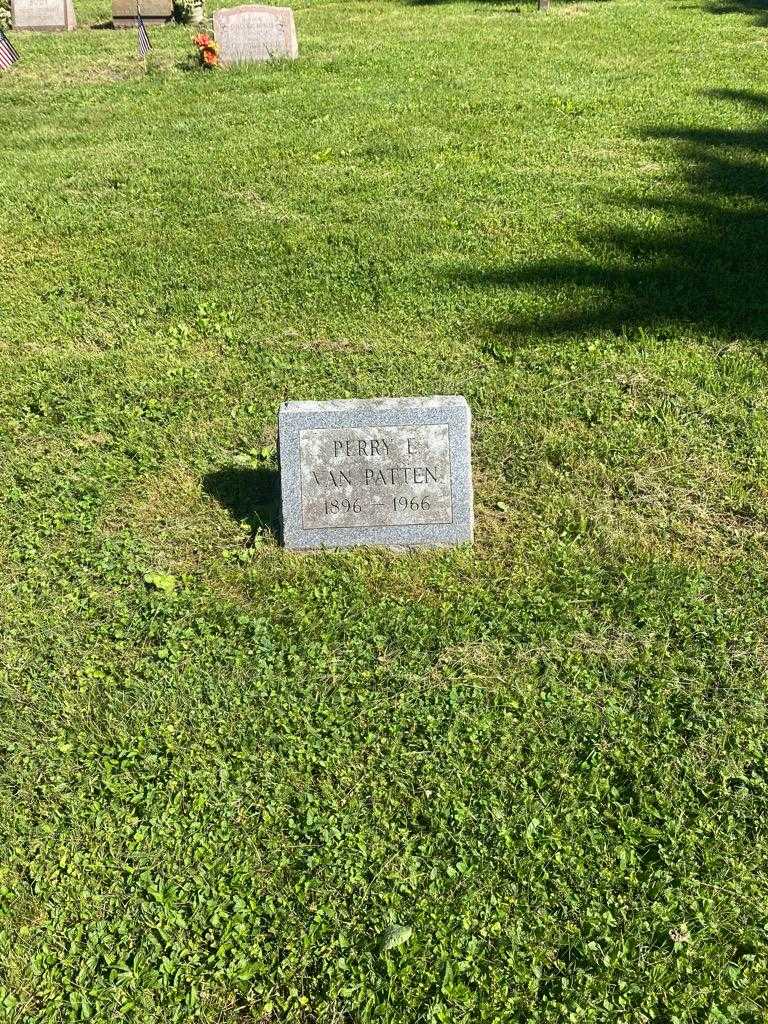 PERRY E.
VAN PATTEN
1896 – 1966